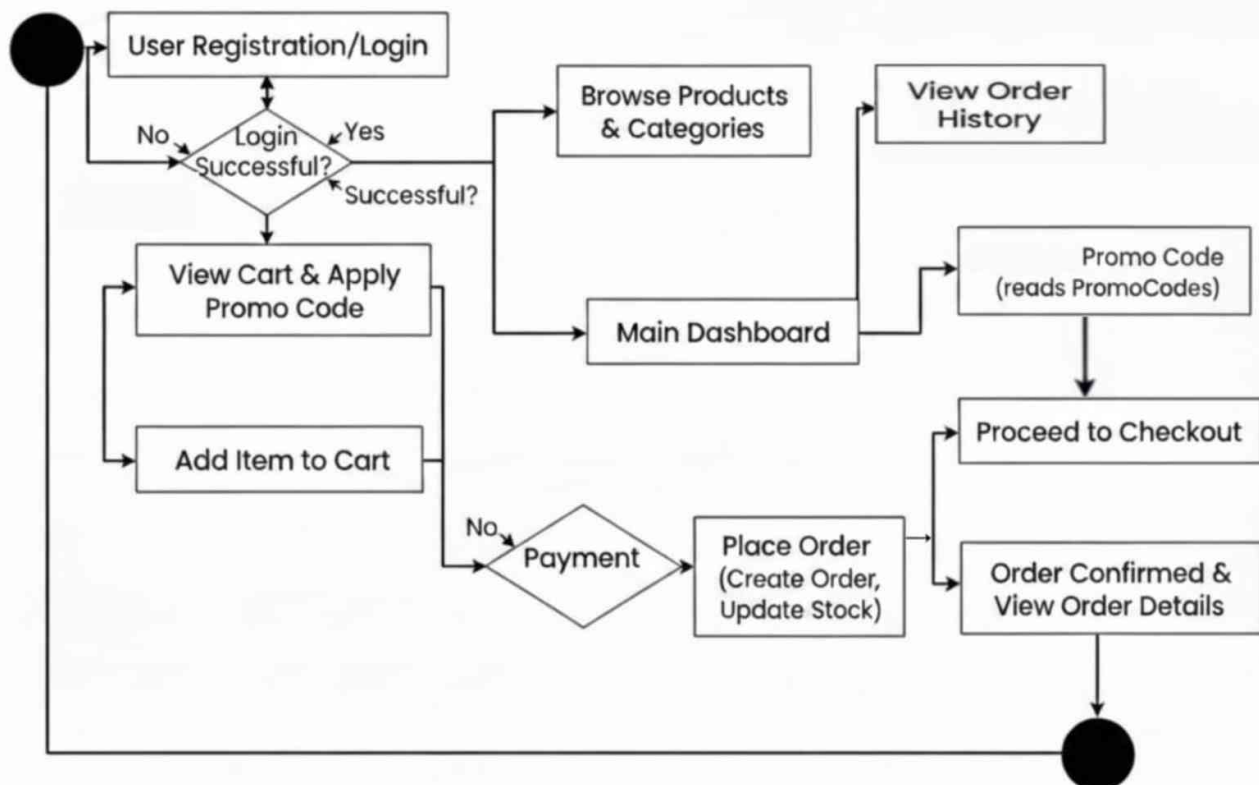 User Registration/Login
No
Login
Successful?
Yes
Successful?
Browse Products
& Categories
View Order
History
View Cart & Apply
Promo Code
Main Dashboard
Promo Code
(reads PromoCodes)
Add Item to Cart
Proceed to Checkout
No
Payment
Place Order
(Create Order,
Update Stock)
Order Confirmed &
View Order Details